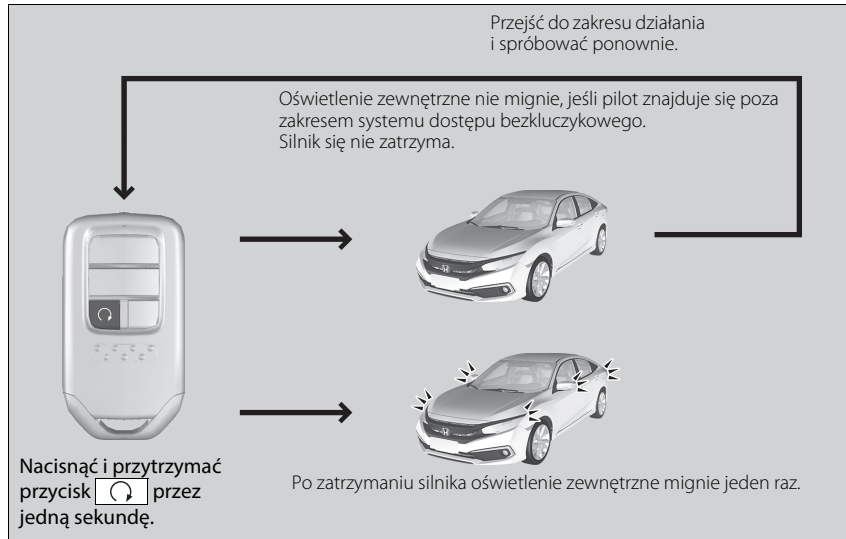 Przejść do zakresu działania
i spróbować ponownie.
Oświetlenie zewnętrzne nie mignie, jeśli pilot znajduje się poza
zakresem systemu dostępu bezkluczykowego.
Silnik się nie zatrzyma.
Nacisnąć i przytrzymać
przycisk przez
jedną sekundę.
Po zatrzymaniu silnika oświetlenie zewnętrzne mignie jeden raz.